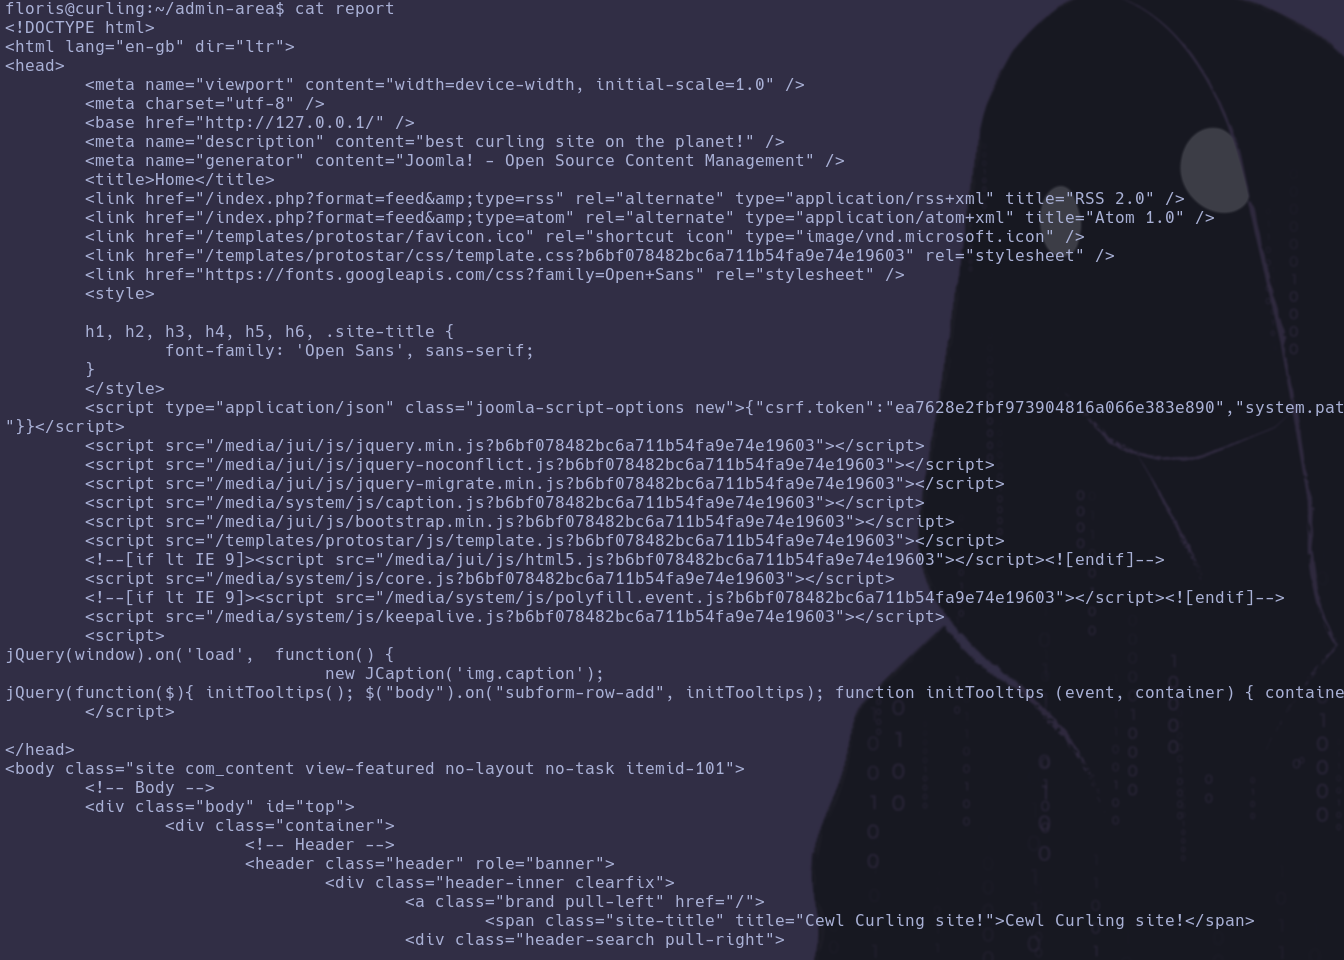 floris@curling:~/admin-area$ cat report
<!DOCTYPE html>
<html lang="en-gb" dir="ltr">
<head>
        <meta name="viewport" content="width=device-width, initial-scale=1.0" />
        <meta charset="utf-8" />
        <base href="http://127.0.0.1/" />
        <meta name="description" content="best curling site on the planet!" />
        <meta name="generator" content="Joomla! - Open Source Content Management" />
        <title>Home</title>
        <link href="/index.php?format=feed&amp;type=rss" rel="alternate" type="application/rss+xml" title="RSS 2.0" />
        <link href="/index.php?format=feed&amp;type=atom" rel="alternate" type="application/atom+xml" title="Atom 1.0" />
        <link href="/templates/protostar/favicon.ico" rel="shortcut icon" type="image/vnd.microsoft.icon" />
        <link href="/templates/protostar/css/template.css?b6bf078482bc6a711b54fa9e74e19603" rel="stylesheet" />
        <link href="https://fonts.googleapis.com/css?family=Open+Sans" rel="stylesheet" />
        <style>

        h1, h2, h3, h4, h5, h6, .site-title {
                font-family: 'Open Sans', sans-serif;
        }
        </style>
        <script type="application/json" class="joomla-script-options new">{"csrf.token":"ea7628e2fbf973904816a066e383e890","system.pat
"}}</script>
        <script src="/media/jui/js/jquery.min.js?b6bf078482bc6a711b54fa9e74e19603"></script>
        <script src="/media/jui/js/jquery-noconflict.js?b6bf078482bc6a711b54fa9e74e19603"></script>
        <script src="/media/jui/js/jquery-migrate.min.js?b6bf078482bc6a711b54fa9e74e19603"></script>
        <script src="/media/system/js/caption.js?b6bf078482bc6a711b54fa9e74e19603"></script>
        <script src="/media/jui/js/bootstrap.min.js?b6bf078482bc6a711b54fa9e74e19603"></script>
        <script src="/templates/protostar/js/template.js?b6bf078482bc6a711b54fa9e74e19603"></script>
        <!--[if lt IE 9]><script src="/media/jui/js/html5.js?b6bf078482bc6a711b54fa9e74e19603"></script><![endif]-->
        <script src="/media/system/js/core.js?b6bf078482bc6a711b54fa9e74e19603"></script>
        <!--[if lt IE 9]><script src="/media/system/js/polyfill.event.js?b6bf078482bc6a711b54fa9e74e19603"></script><![endif]-->
        <script src="/media/system/js/keepalive.js?b6bf078482bc6a711b54fa9e74e19603"></script>
        <script>
jQuery(window).on('load',  function() {
                                new JCaption('img.caption');
jQuery(function($){ initTooltips(); $("body").on("subform-row-add", initTooltips); function initTooltips (event, container) { containe
        </script>

</head>
<body class="site com_content view-featured no-layout no-task itemid-101">
        <!-- Body -->
        <div class="body" id="top">
                <div class="container">
                        <!-- Header -->
                        <header class="header" role="banner">
                                <div class="header-inner clearfix">
                                        <a class="brand pull-left" href="/">
                                                <span class="site-title" title="Cewl Curling site!">Cewl Curling site!</span>
                                        <div class="header-search pull-right">